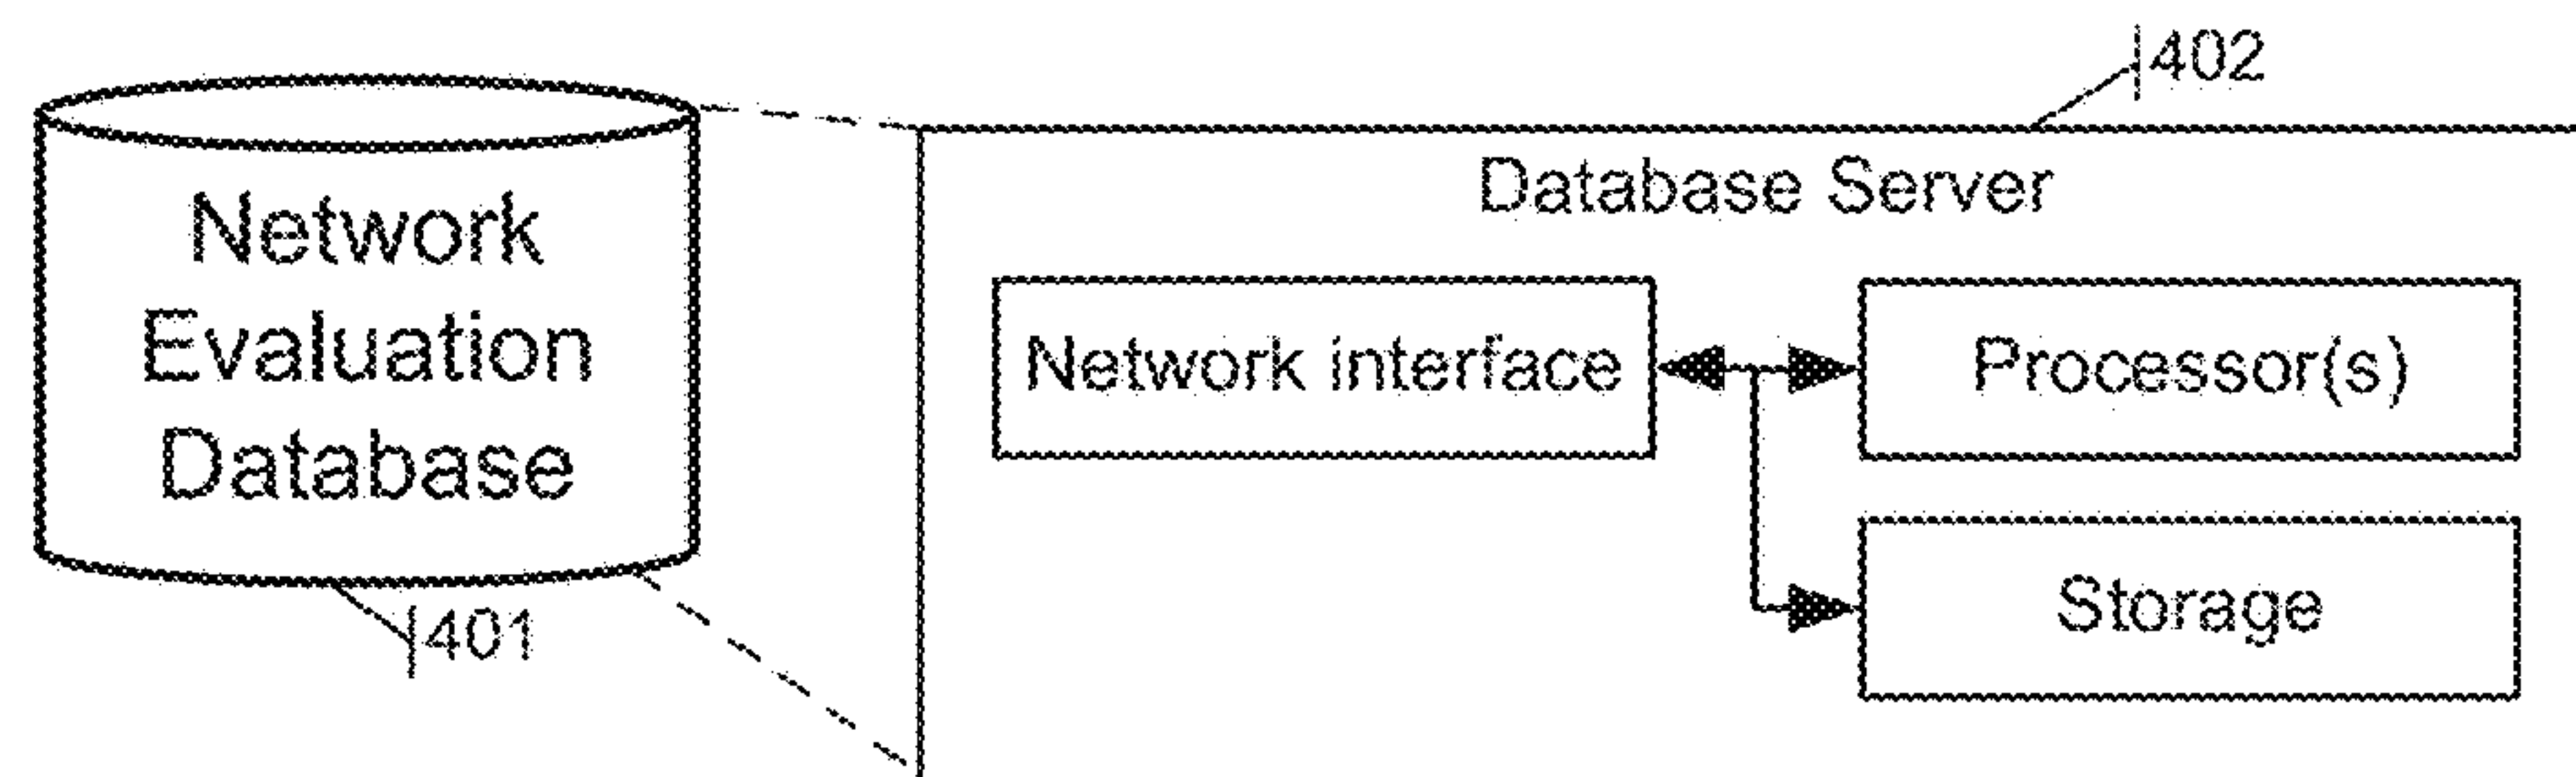 402
Database Server
Network
Evaluation
Database
Network interface
Processor(s)
Storage
401